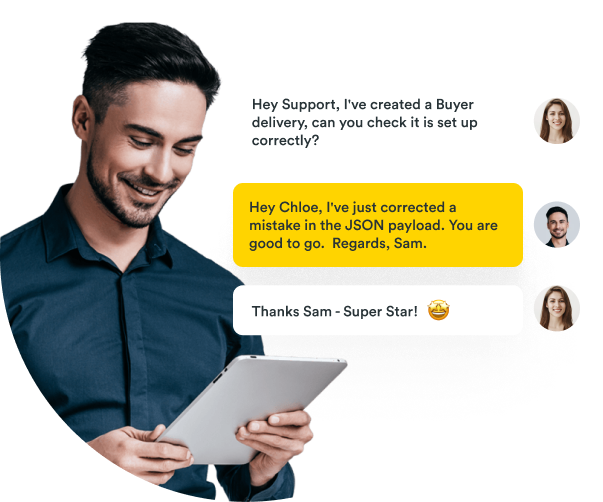 Hey Support, I've created a Buyer
delivery, can you check it is set up
correctly?
Hey Chloe, I've just corrected a
mistake in the JSON payload. You are
good to go.  Regards, Sam.
Thanks Sam - Super Star! 🤩